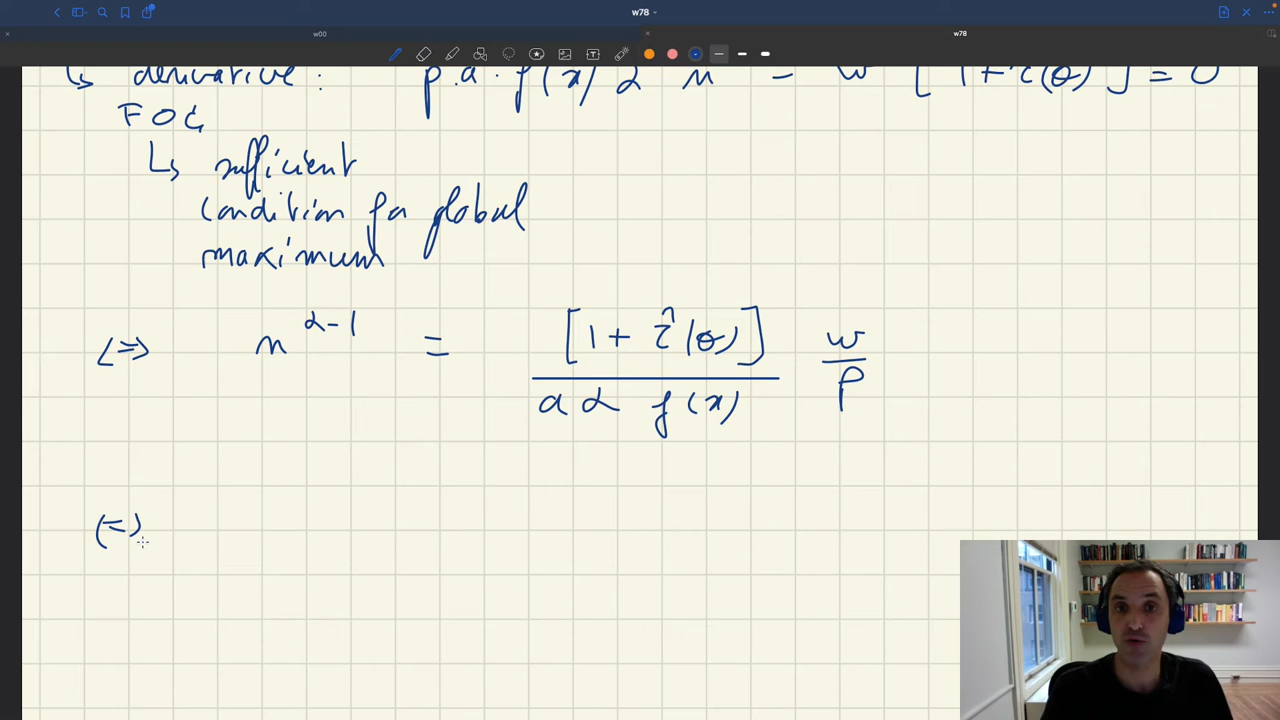 w78
w00
w78
↳ derivative : p.a. f(x) α n - w [1+τ̂(θ)] = 0
FOC
↳ sufficient
condition for global
maximum
<=> n^{α-1} = [1 + τ̂(θ)] / (a α f(x)) w/p
(=)